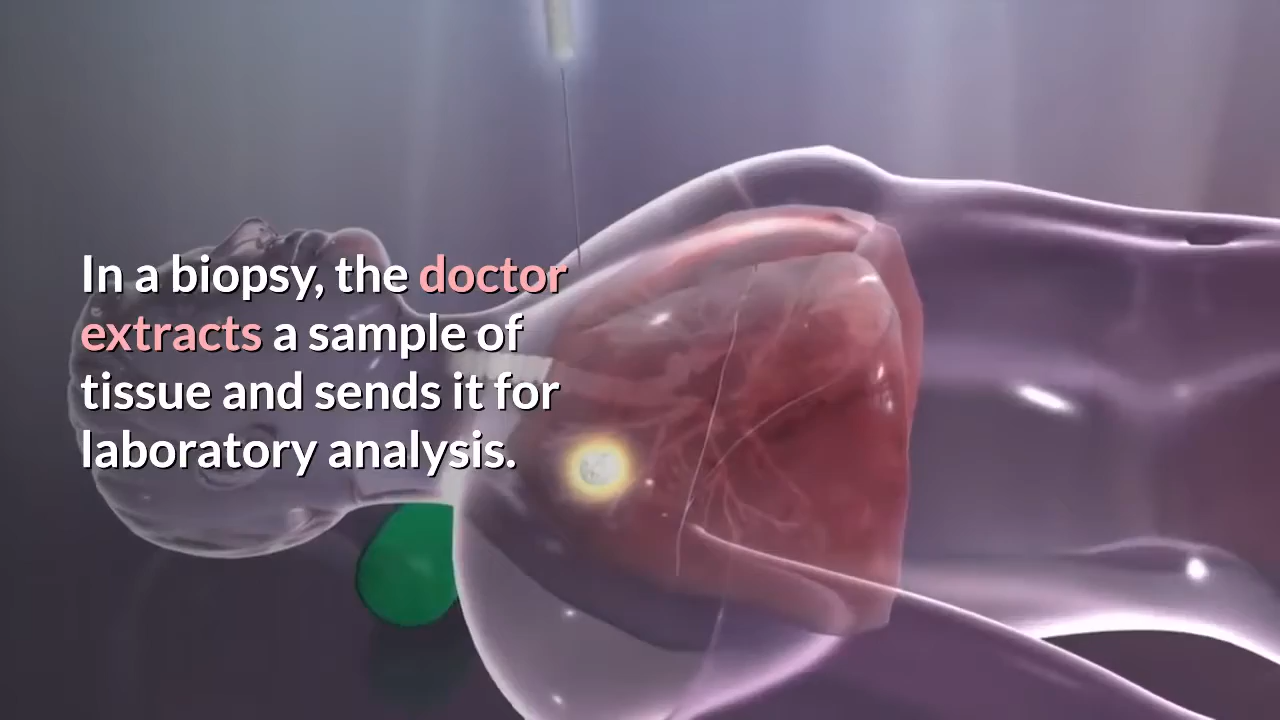 In a biopsy, the doctor
extracts a sample of
tissue and sends it for
laboratory analysis.